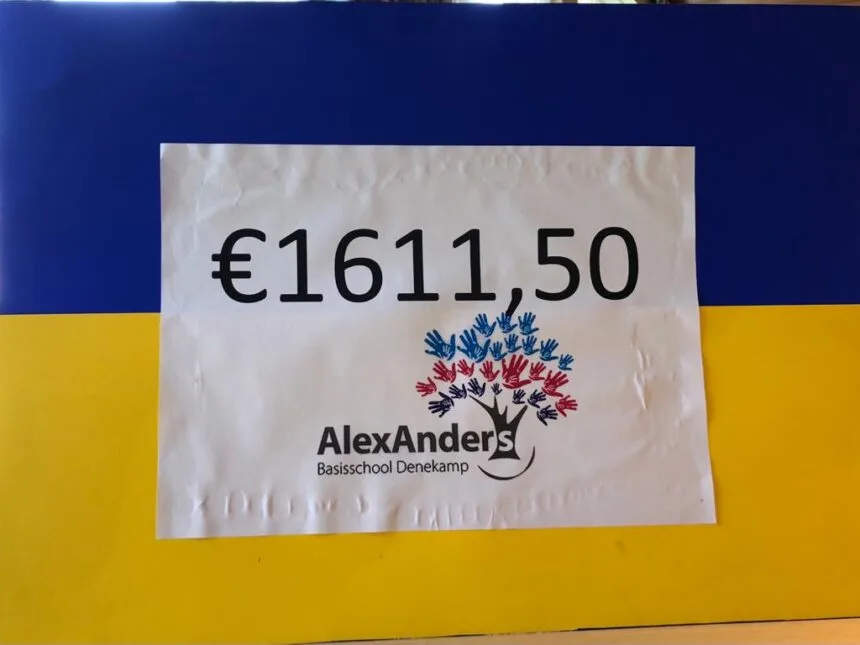 €1611,50
AlexAnders
Basisschool Denekamp